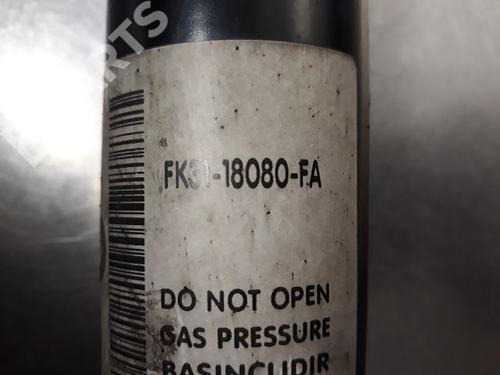 FK31-18080-FA
DO NOT OPEN
GAS PRESSURE
BASINCLIDIR